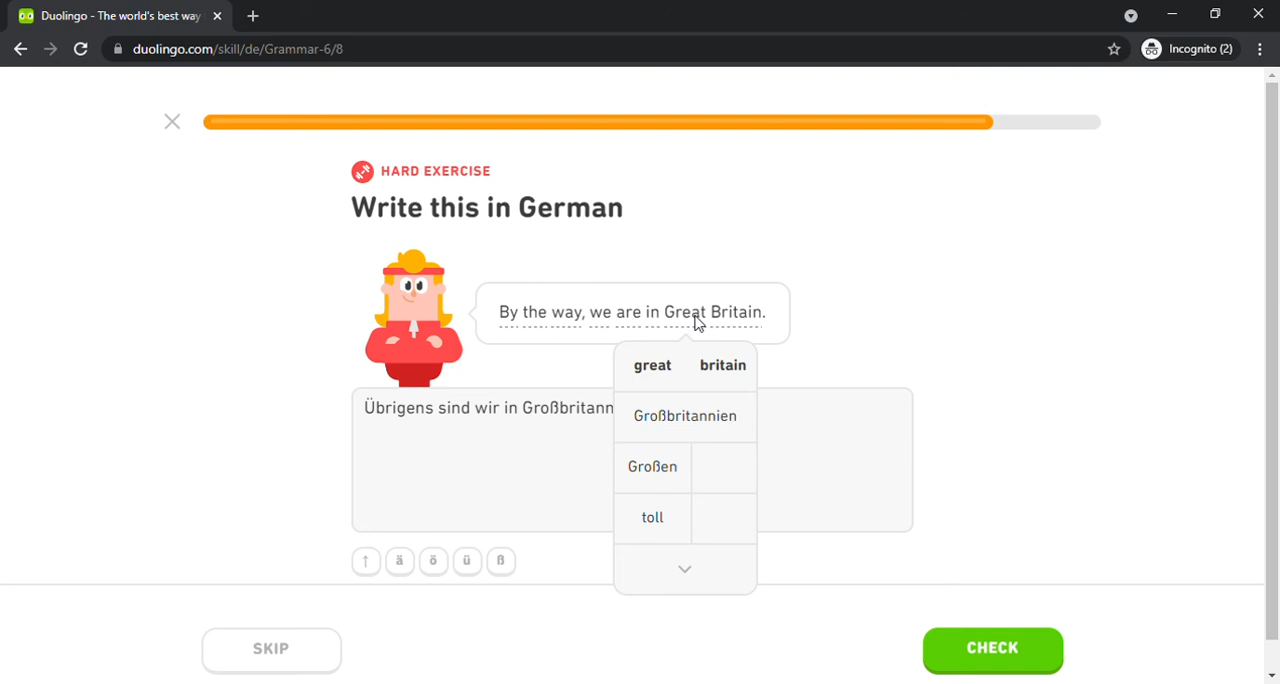 Duolingo - The world's best way
duolingo.com/skill/de/Grammar-6/8
Incognito (2)
HARD EXERCISE
Write this in German
By the way, we are in Great Britain.
great britain
Übrigens sind wir in Großbritann
Großbritannien
Großen
toll
↑ ä ö ü ß
SKIP
CHECK